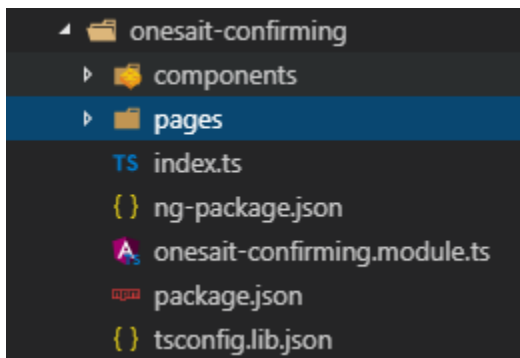 onesait-confirming
components
pages
TS index.ts
{ } ng-package.json
onesait-confirming.module.ts
npm package.json
{ } tsconfig.lib.json